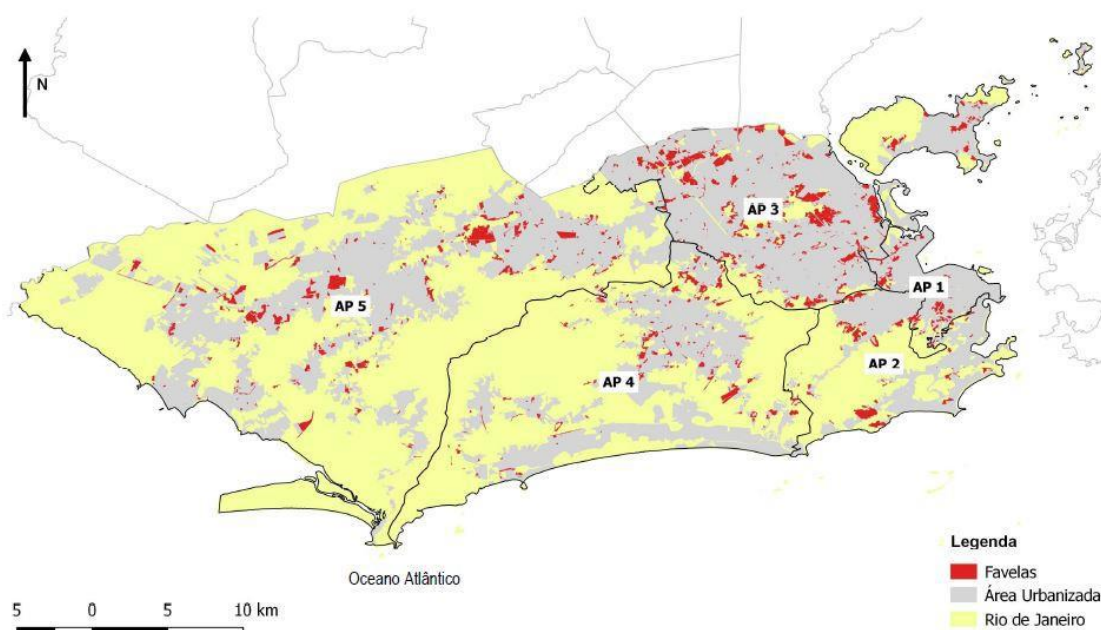 N
AP 3
AP 1
AP 5
AP 2
AP 4
Oceano Atlântico
Legenda
Favelas
Área Urbanizada
Rio de Janeiro
5 0 5 10 km